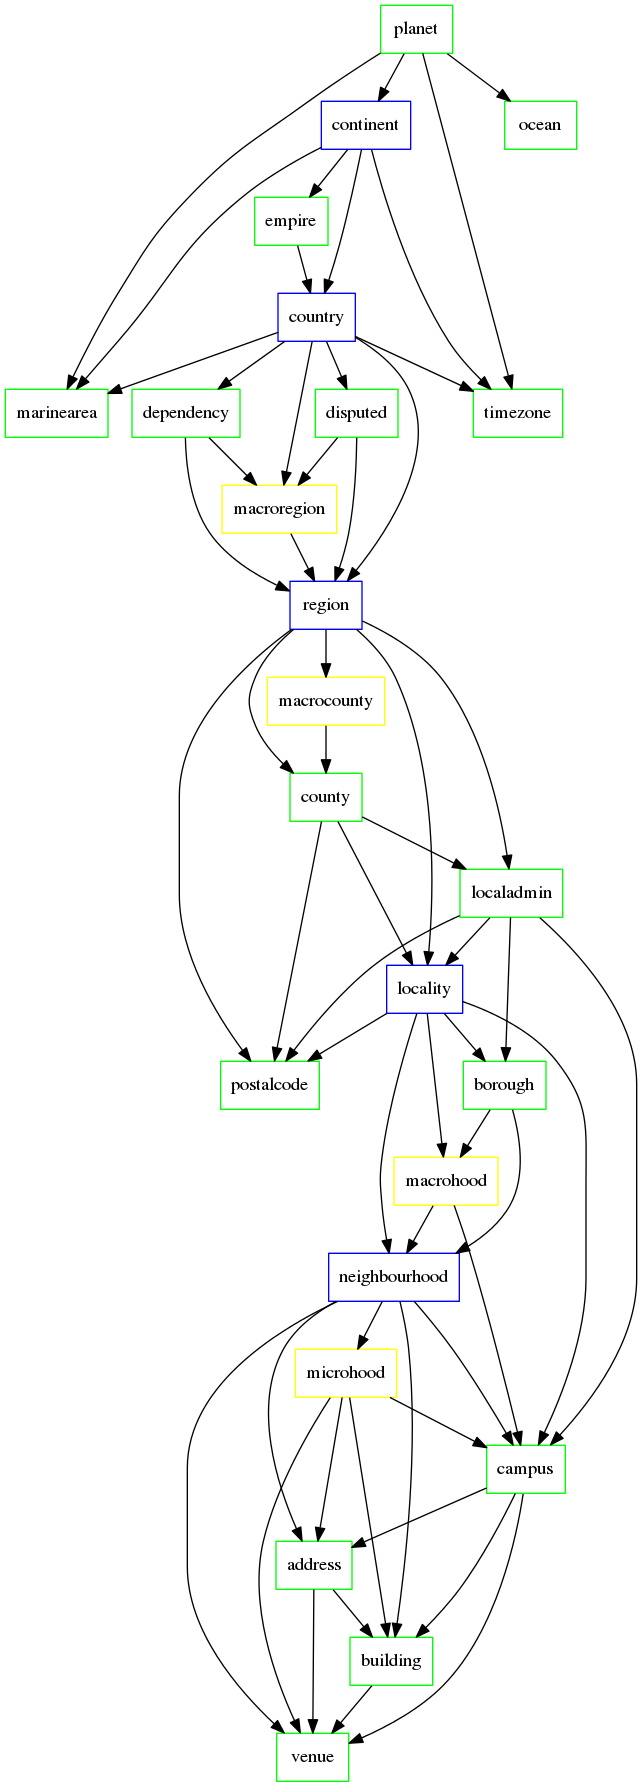 planet
continent
ocean
empire
country
marinearea
dependency
disputed
timezone
macroregion
region
macrocounty
county
localadmin
locality
postalcode
borough
macrohood
neighbourhood
microhood
campus
address
building
venue